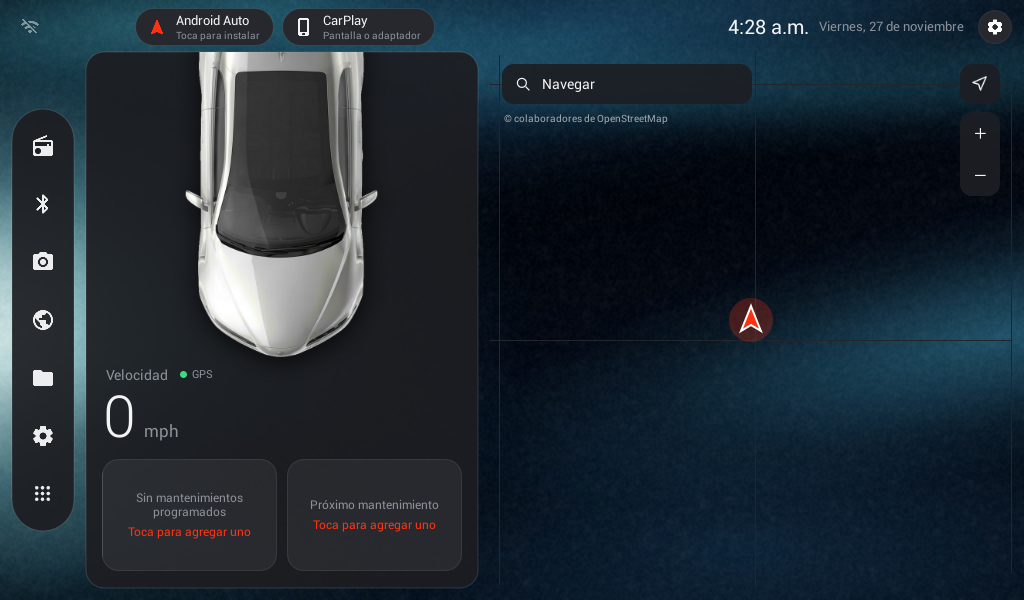 Android Auto
Toca para instalar
CarPlay
Pantalla o adaptador
4:28 a.m.
Viernes, 27 de noviembre
Navegar
© colaboradores de OpenStreetMap
+
−
Velocidad
GPS
0 mph
Sin mantenimientos
programados
Toca para agregar uno
Próximo mantenimiento
Toca para agregar uno